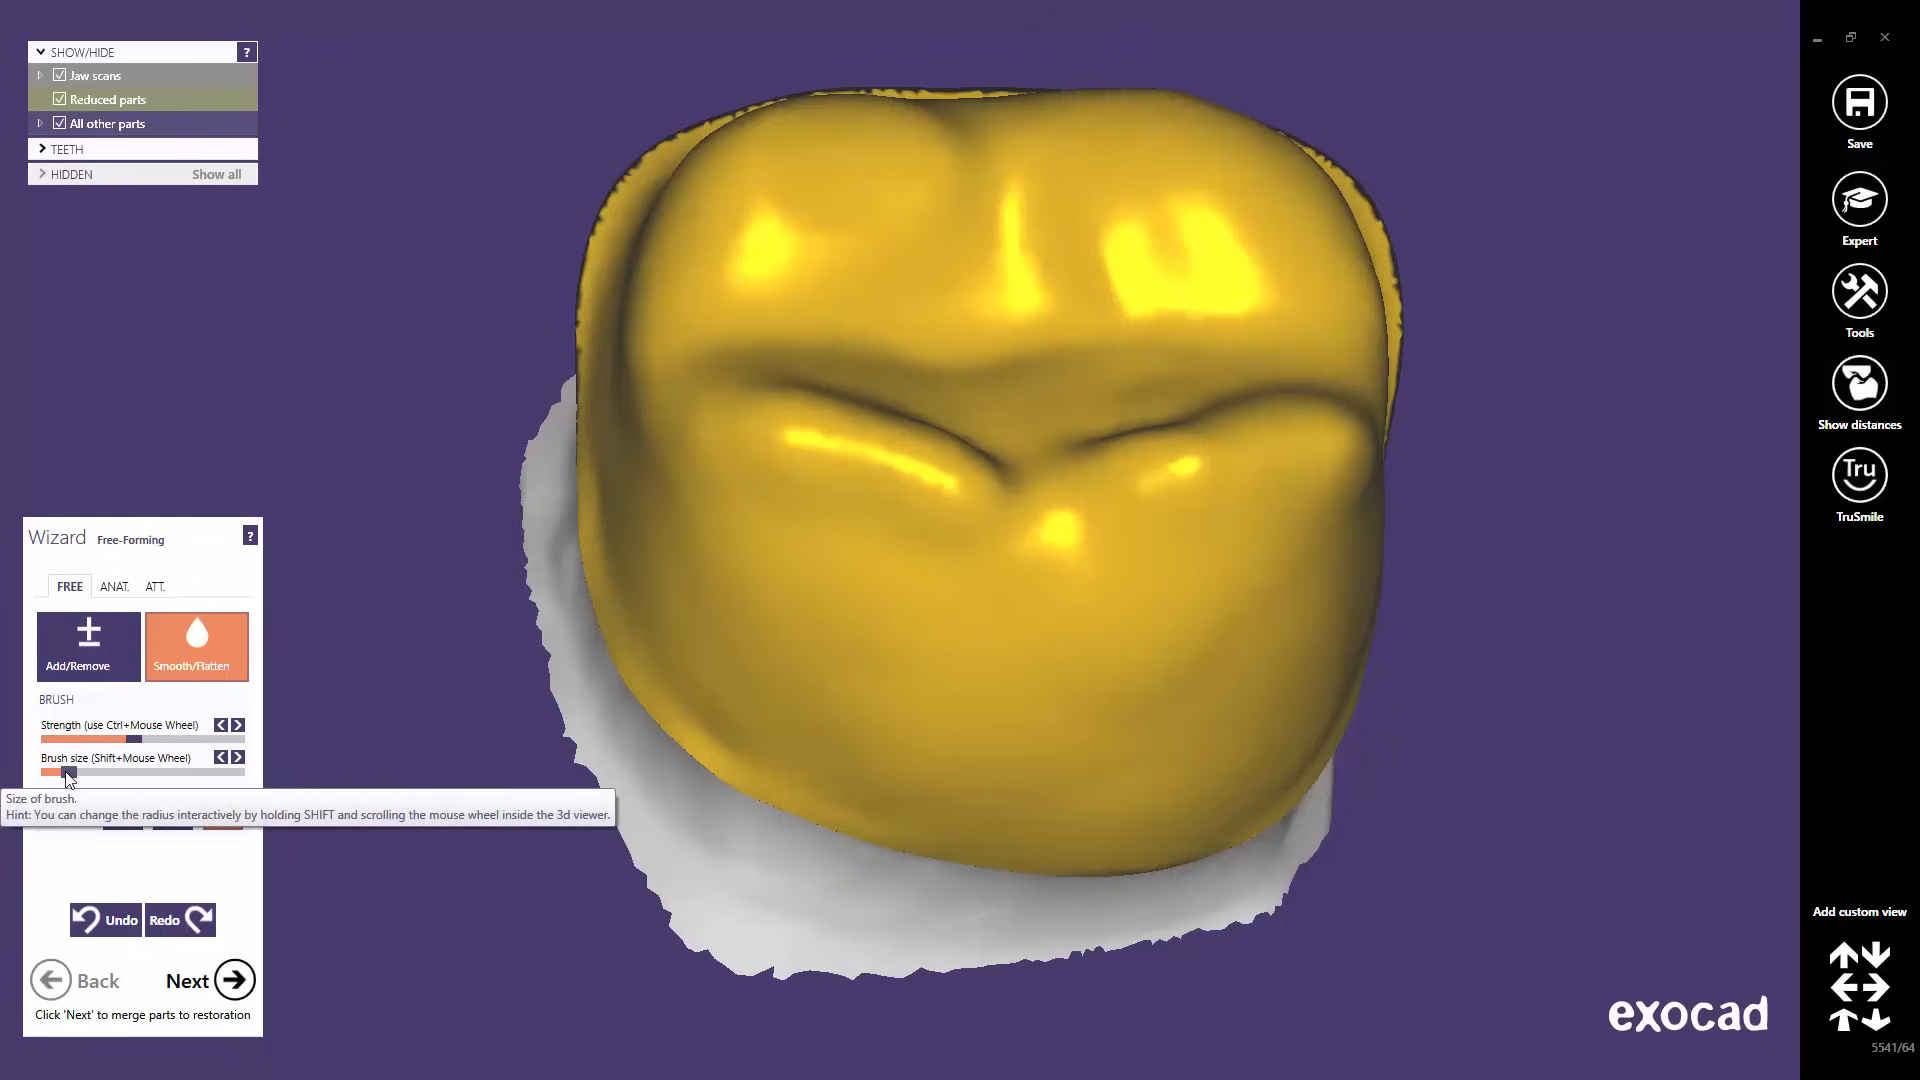 SHOW/HIDE ?
Jaw scans
Reduced parts
All other parts
TEETH
HIDDEN Show all
Wizard Free-Forming ?
FREE ANAT. ATT.
Add/Remove Smooth/Flatten
BRUSH
Strength (use Ctrl+Mouse Wheel)
Brush size (Shift+Mouse Wheel)
Size of brush.
Hint: You can change the radius interactively by holding SHIFT and scrolling the mouse wheel inside the 3d viewer.
Undo Redo
Back Next
Click 'Next' to merge parts to restoration
Save
Expert
Tools
Show distances
Tru
TruSmile
Add custom view
exocad
5541/64